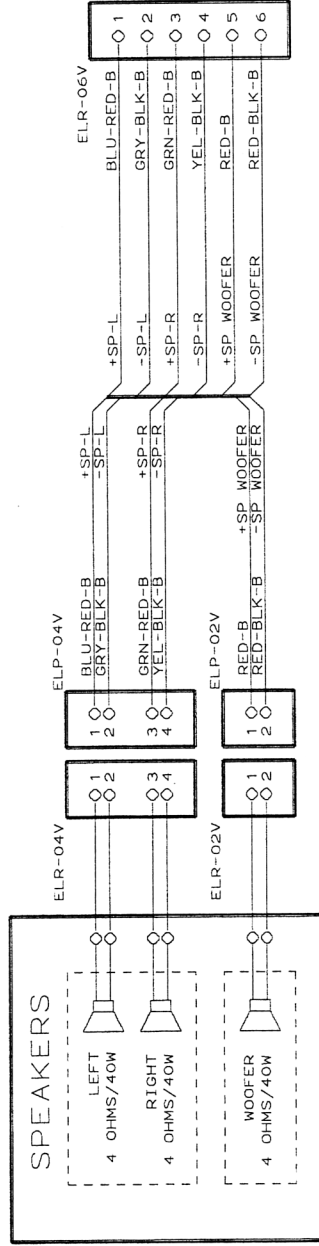 SPEAKERS
LEFT
4 OHMS/40W
RIGHT
4 OHMS/40W
WOOFER
4 OHMS/40W
ELR-04V
1
2
3
4
ELR-02V
1
2
ELP-04V
1
2
3
4
ELP-02V
1
2
BLU-RED-B +SP-L
GRY-BLK-B -SP-L
GRN-RED-B +SP-R
YEL-BLK-B -SP-R
RED-B +SP WOOFER
RED-BLK-B -SP WOOFER
ELR-06V
+SP-L BLU-RED-B 1
-SP-L GRY-BLK-B 2
+SP-R GRN-RED-B 3
-SP-R YEL-BLK-B 4
+SP WOOFER RED-B 5
-SP WOOFER RED-BLK-B 6